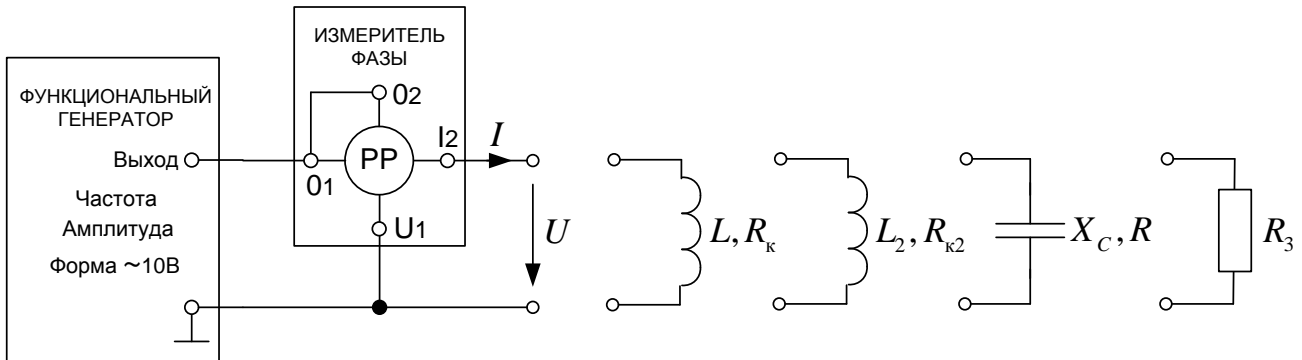 ИЗМЕРИТЕЛЬ
ФАЗЫ
ФУНКЦИОНАЛЬНЫЙ
ГЕНЕРАТОР
02
Выход
01
PP
I2
I
Частота
Амплитуда
Форма ~10В
U1
U
L, Rк
L2, Rк2
XC, R
R3